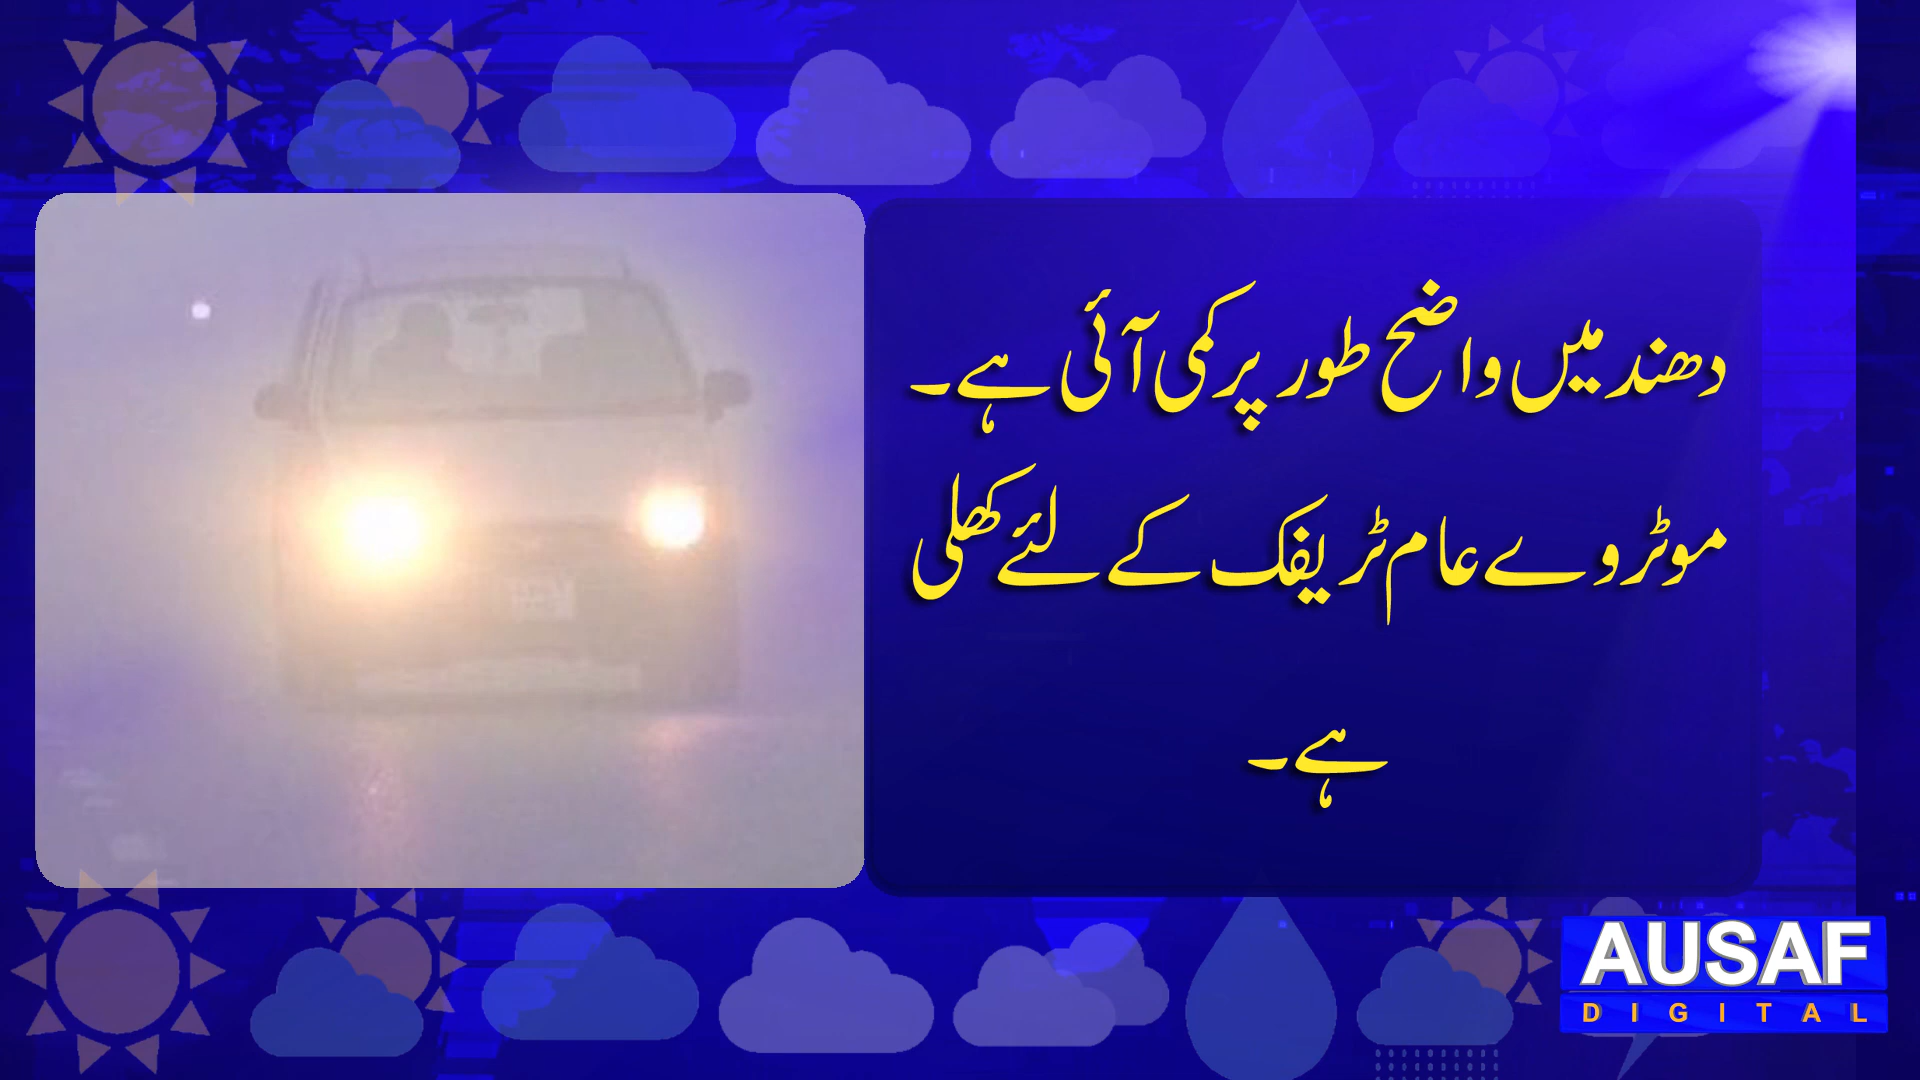 دھند میں واضح طور پر کمی آئی ہے۔
موٹروے عام ٹریفک کے لئے کھلی
ہے۔
AUSAF
DIGITAL